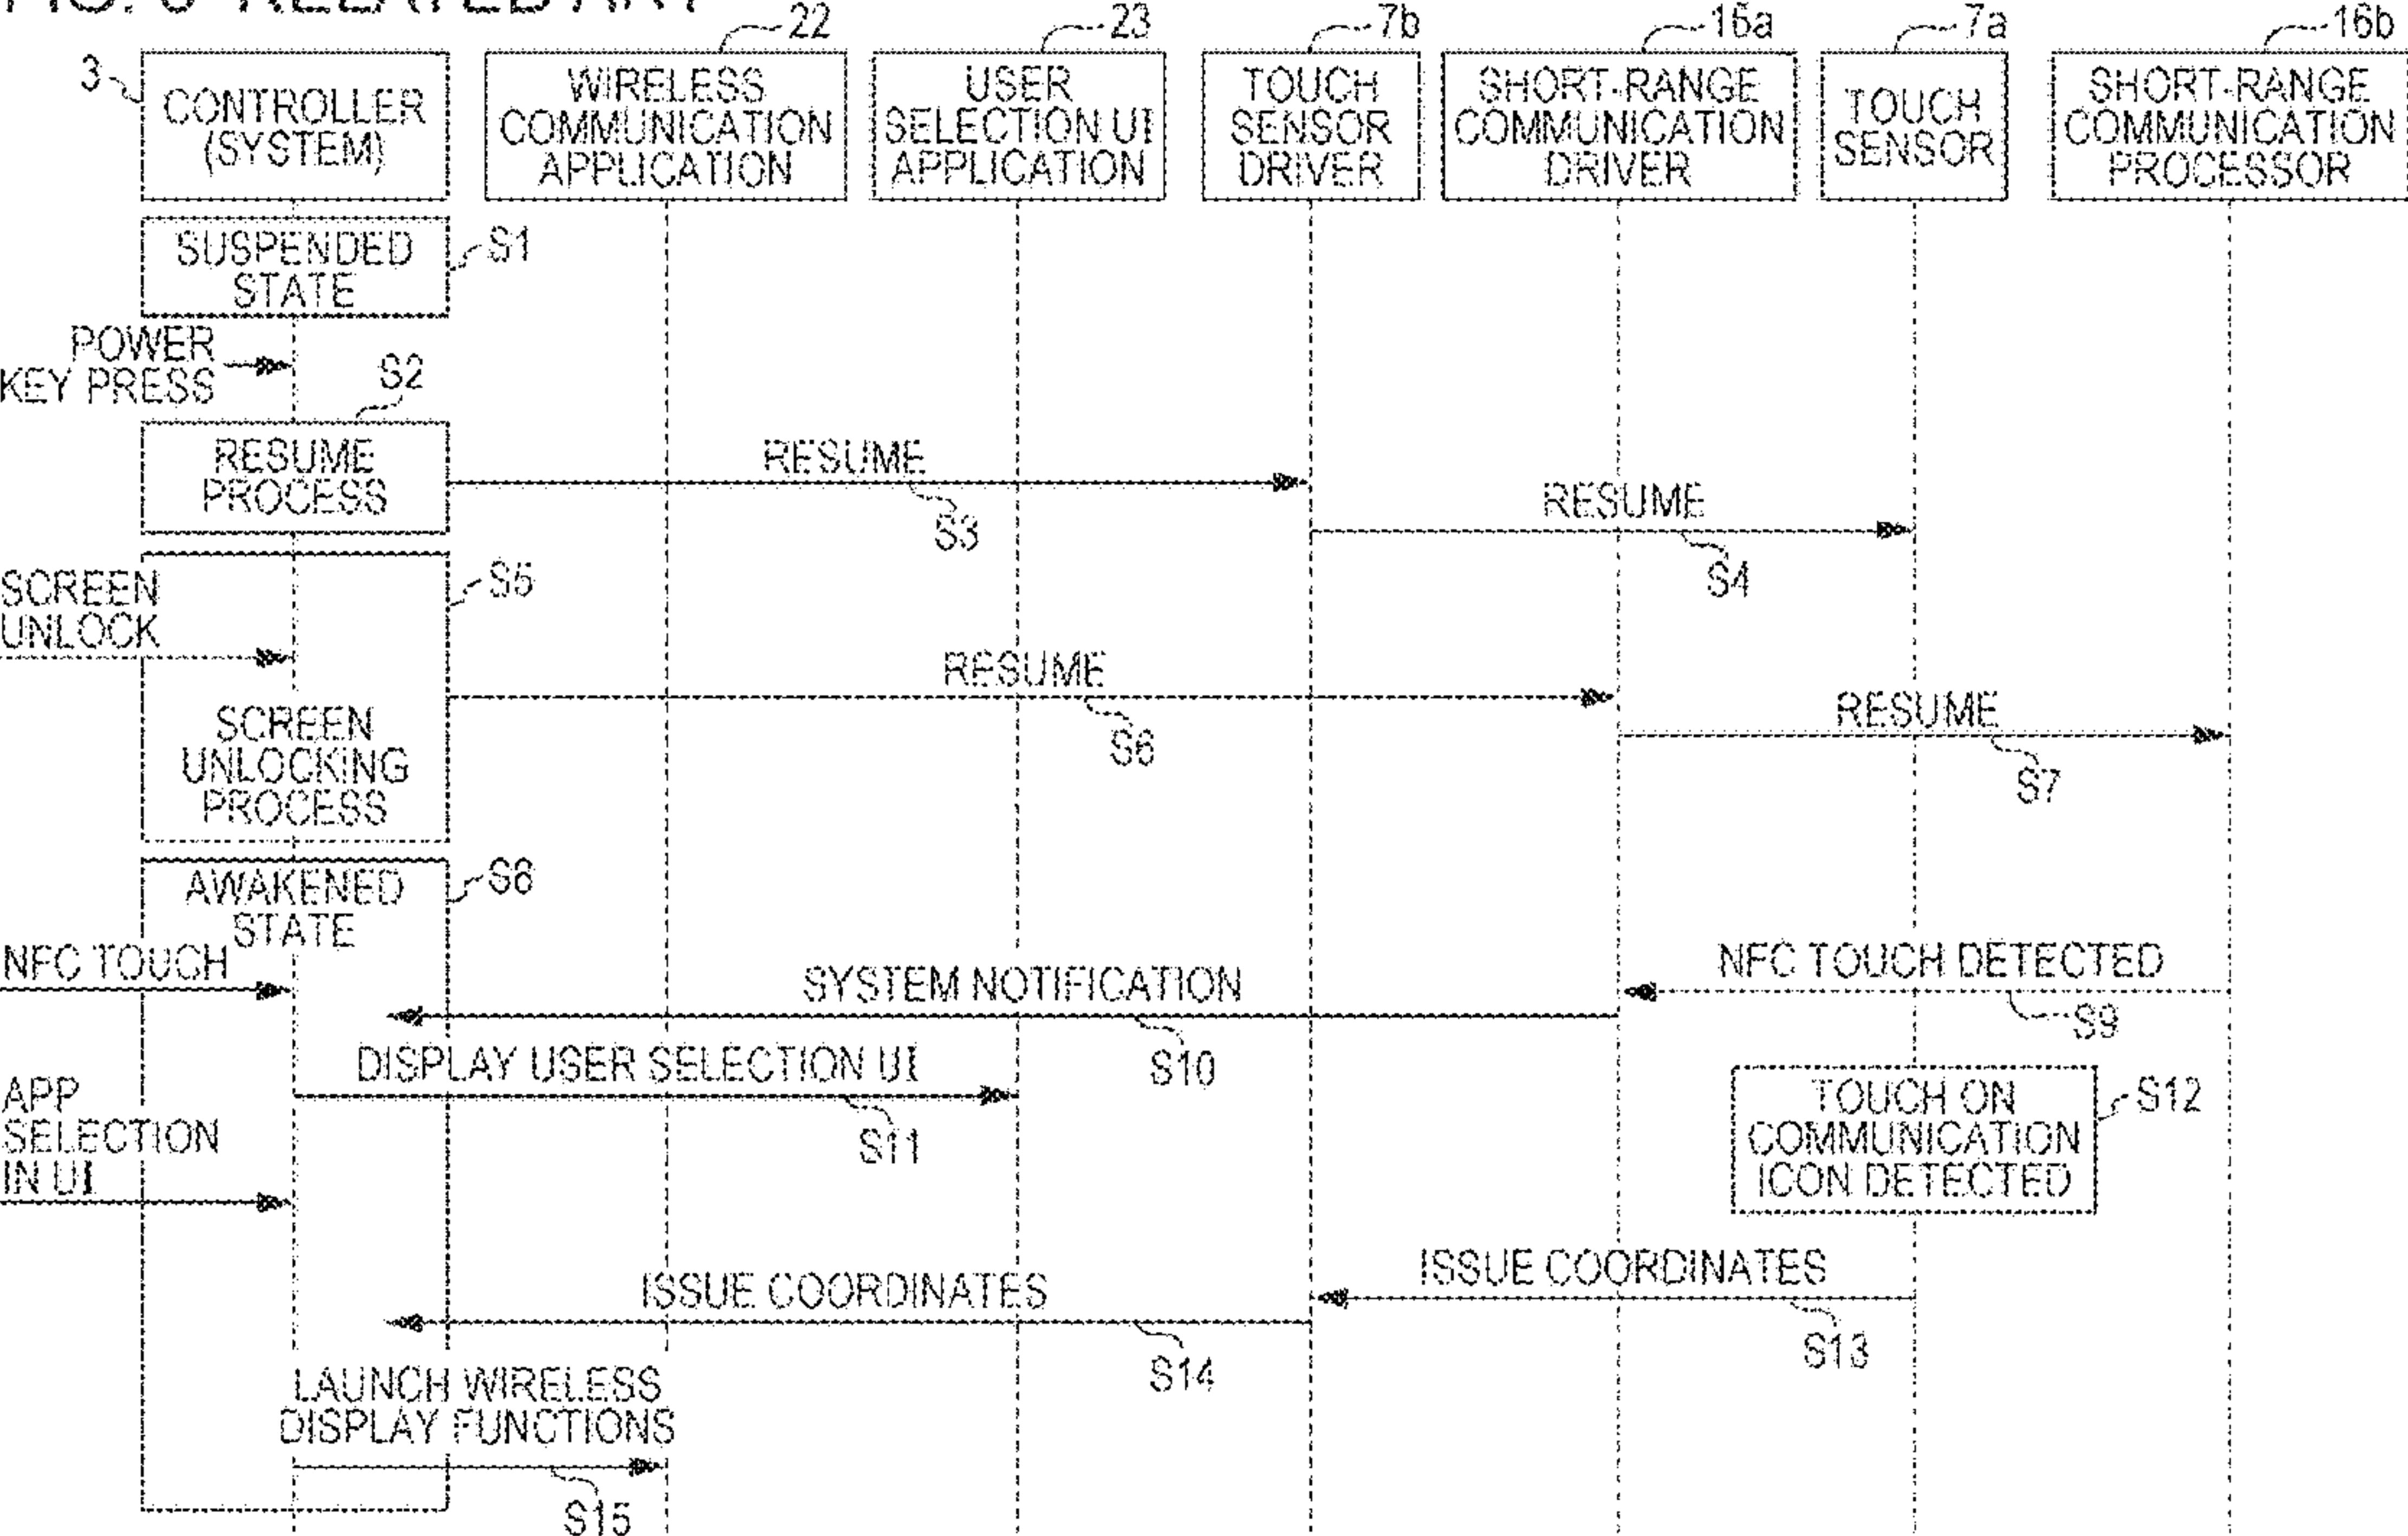 RELATED ART
3
CONTROLLER
(SYSTEM)
22
WIRELESS
COMMUNICATION
APPLICATION
23
USER
SELECTION UI
APPLICATION
7b
TOUCH
SENSOR
DRIVER
16a
SHORT-RANGE
COMMUNICATION
DRIVER
7a
TOUCH
SENSOR
16b
SHORT-RANGE
COMMUNICATION
PROCESSOR
SUSPENDED
STATE
S1
POWER
KEY PRESS
S2
RESUME
PROCESS
RESUME
S3
RESUME
S4
SCREEN
UNLOCK
S5
SCREEN
UNLOCKING
PROCESS
RESUME
S6
RESUME
S7
AWAKENED
STATE
S8
NFC TOUCH
NFC TOUCH DETECTED
S9
SYSTEM NOTIFICATION
S10
DISPLAY USER SELECTION UI
S11
APP
SELECTION
IN UI
TOUCH ON
COMMUNICATION
ICON DETECTED
S12
ISSUE COORDINATES
S13
ISSUE COORDINATES
S14
LAUNCH WIRELESS
DISPLAY FUNCTIONS
S15